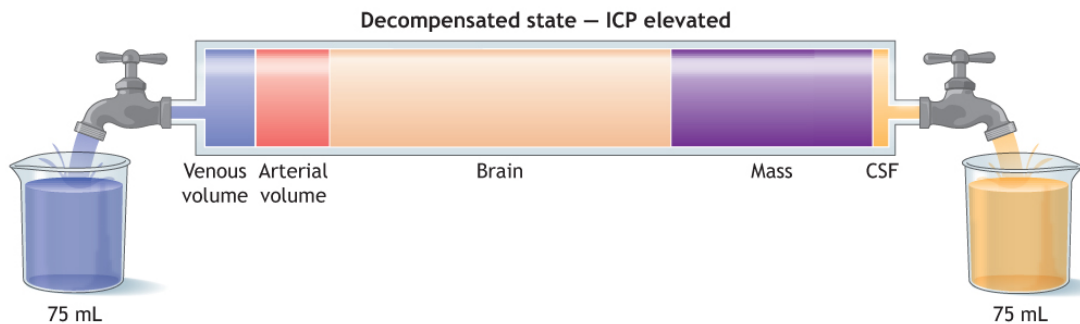 Decompensated state — ICP elevated
Venous volume
Arterial volume
Brain
Mass
CSF
75 mL
75 mL